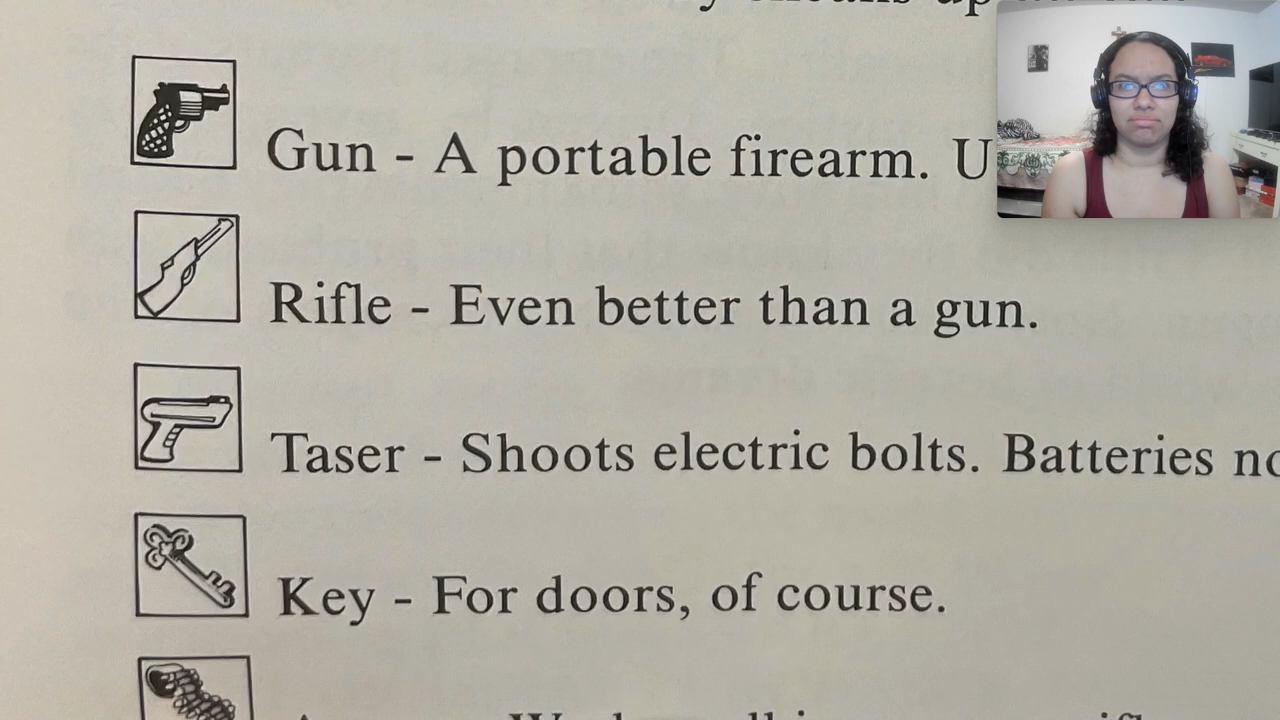 up
Gun - A portable firearm. U
Rifle - Even better than a gun.
Taser - Shoots electric bolts. Batteries no
Key - For doors, of course.